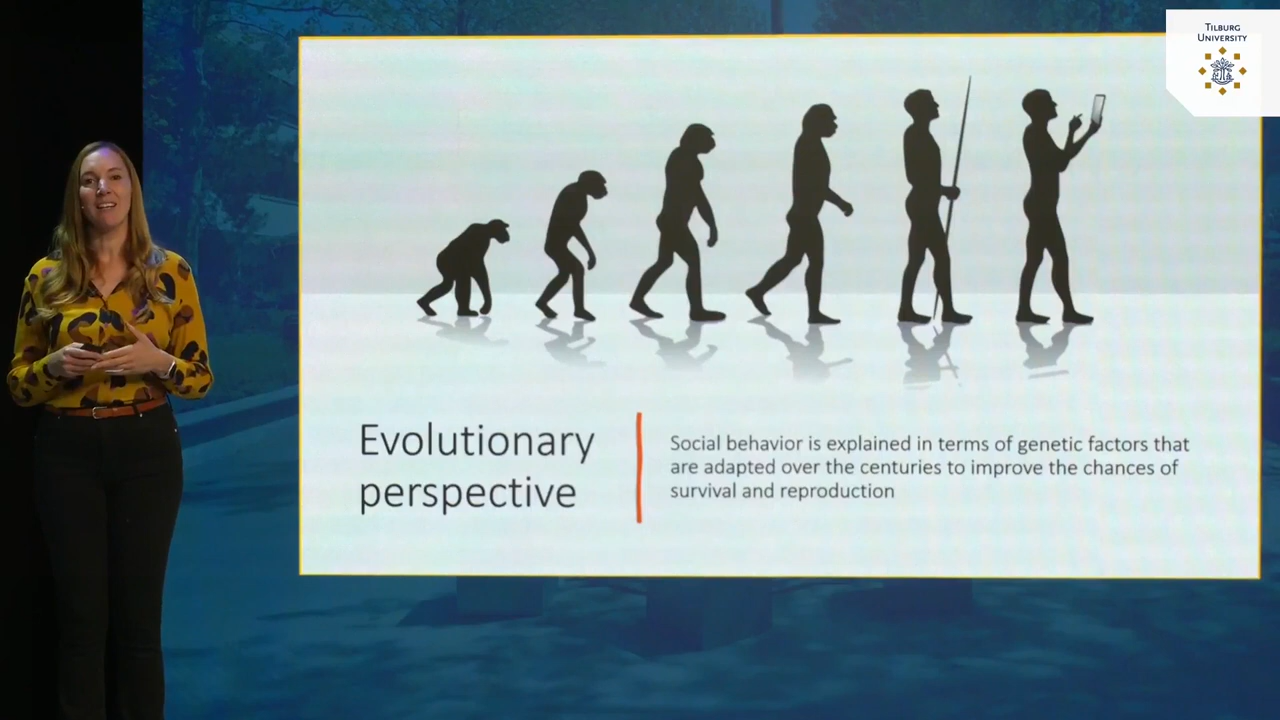 TILBURG
UNIVERSITY
Evolutionary
perspective
Social behavior is explained in terms of genetic factors that
are adapted over the centuries to improve the chances of
survival and reproduction